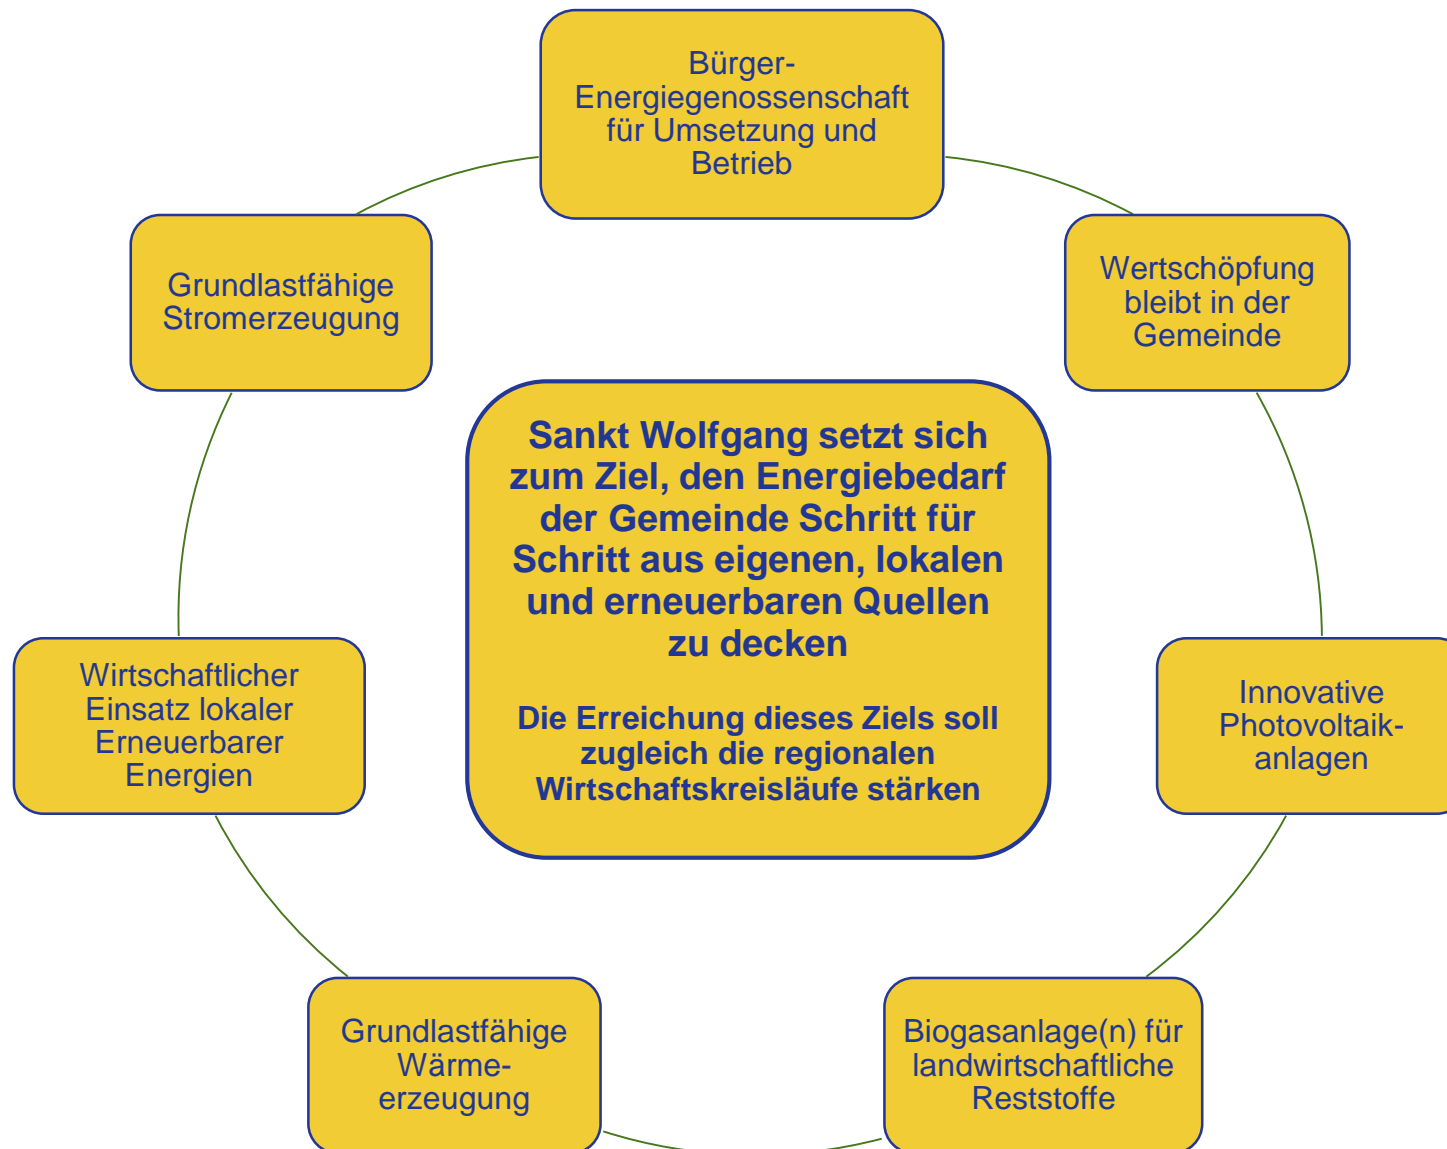 Bürger-
Energiegenossenschaft
für Umsetzung und
Betrieb
Wertschöpfung
bleibt in der
Gemeinde
Innovative
Photovoltaik-
anlagen
Biogasanlage(n) für
landwirtschaftliche
Reststoffe
Grundlastfähige
Wärme-
erzeugung
Wirtschaftlicher
Einsatz lokaler
Erneuerbarer
Energien
Grundlastfähige
Stromerzeugung
Sankt Wolfgang setzt sich
zum Ziel, den Energiebedarf
der Gemeinde Schritt für
Schritt aus eigenen, lokalen
und erneuerbaren Quellen
zu decken
Die Erreichung dieses Ziels soll
zugleich die regionalen
Wirtschaftskreisläufe stärken